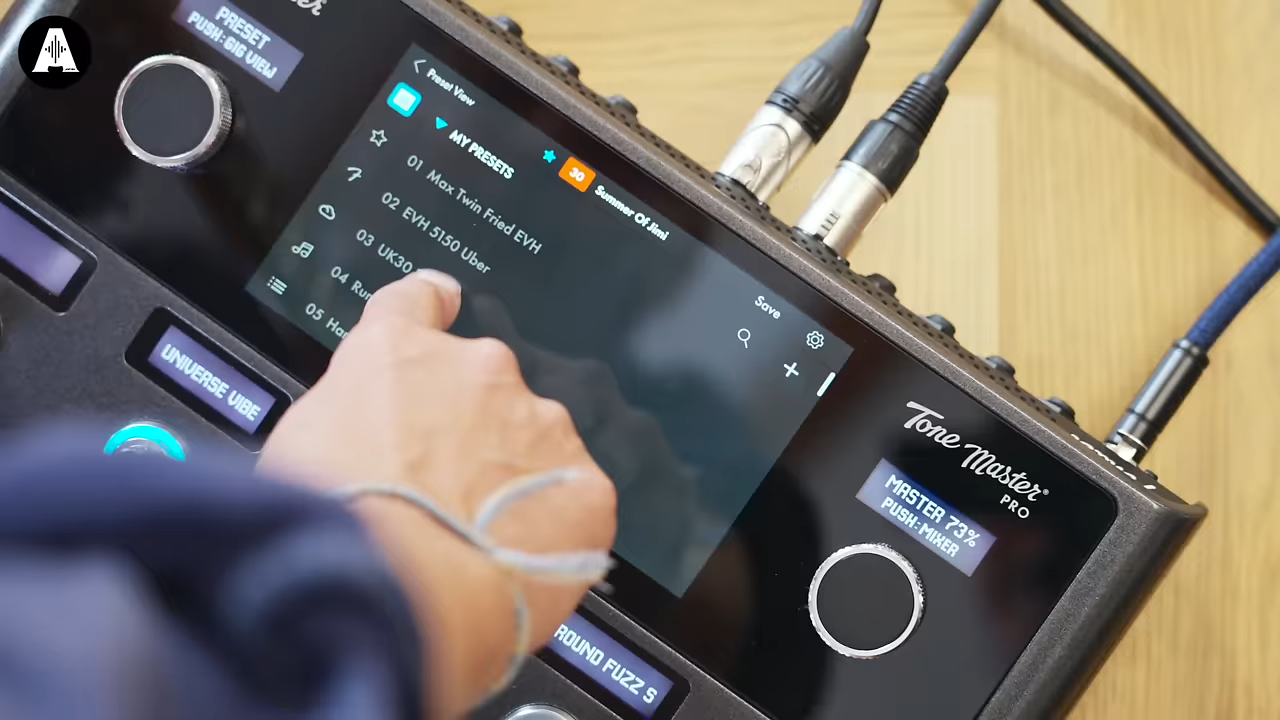 A
PRESET
PUSH: GIG VIEW
Preset View
MY PRESETS
30
Summer Of Jimi
01 Max Twin Fried EVH
02 EVH 5150 Uber
03 UK30
04
05
Save
UNIVERSE VIBE
Tone Master®
PRO
MASTER 73%
PUSH: MIXER
ROUND FUZZ S